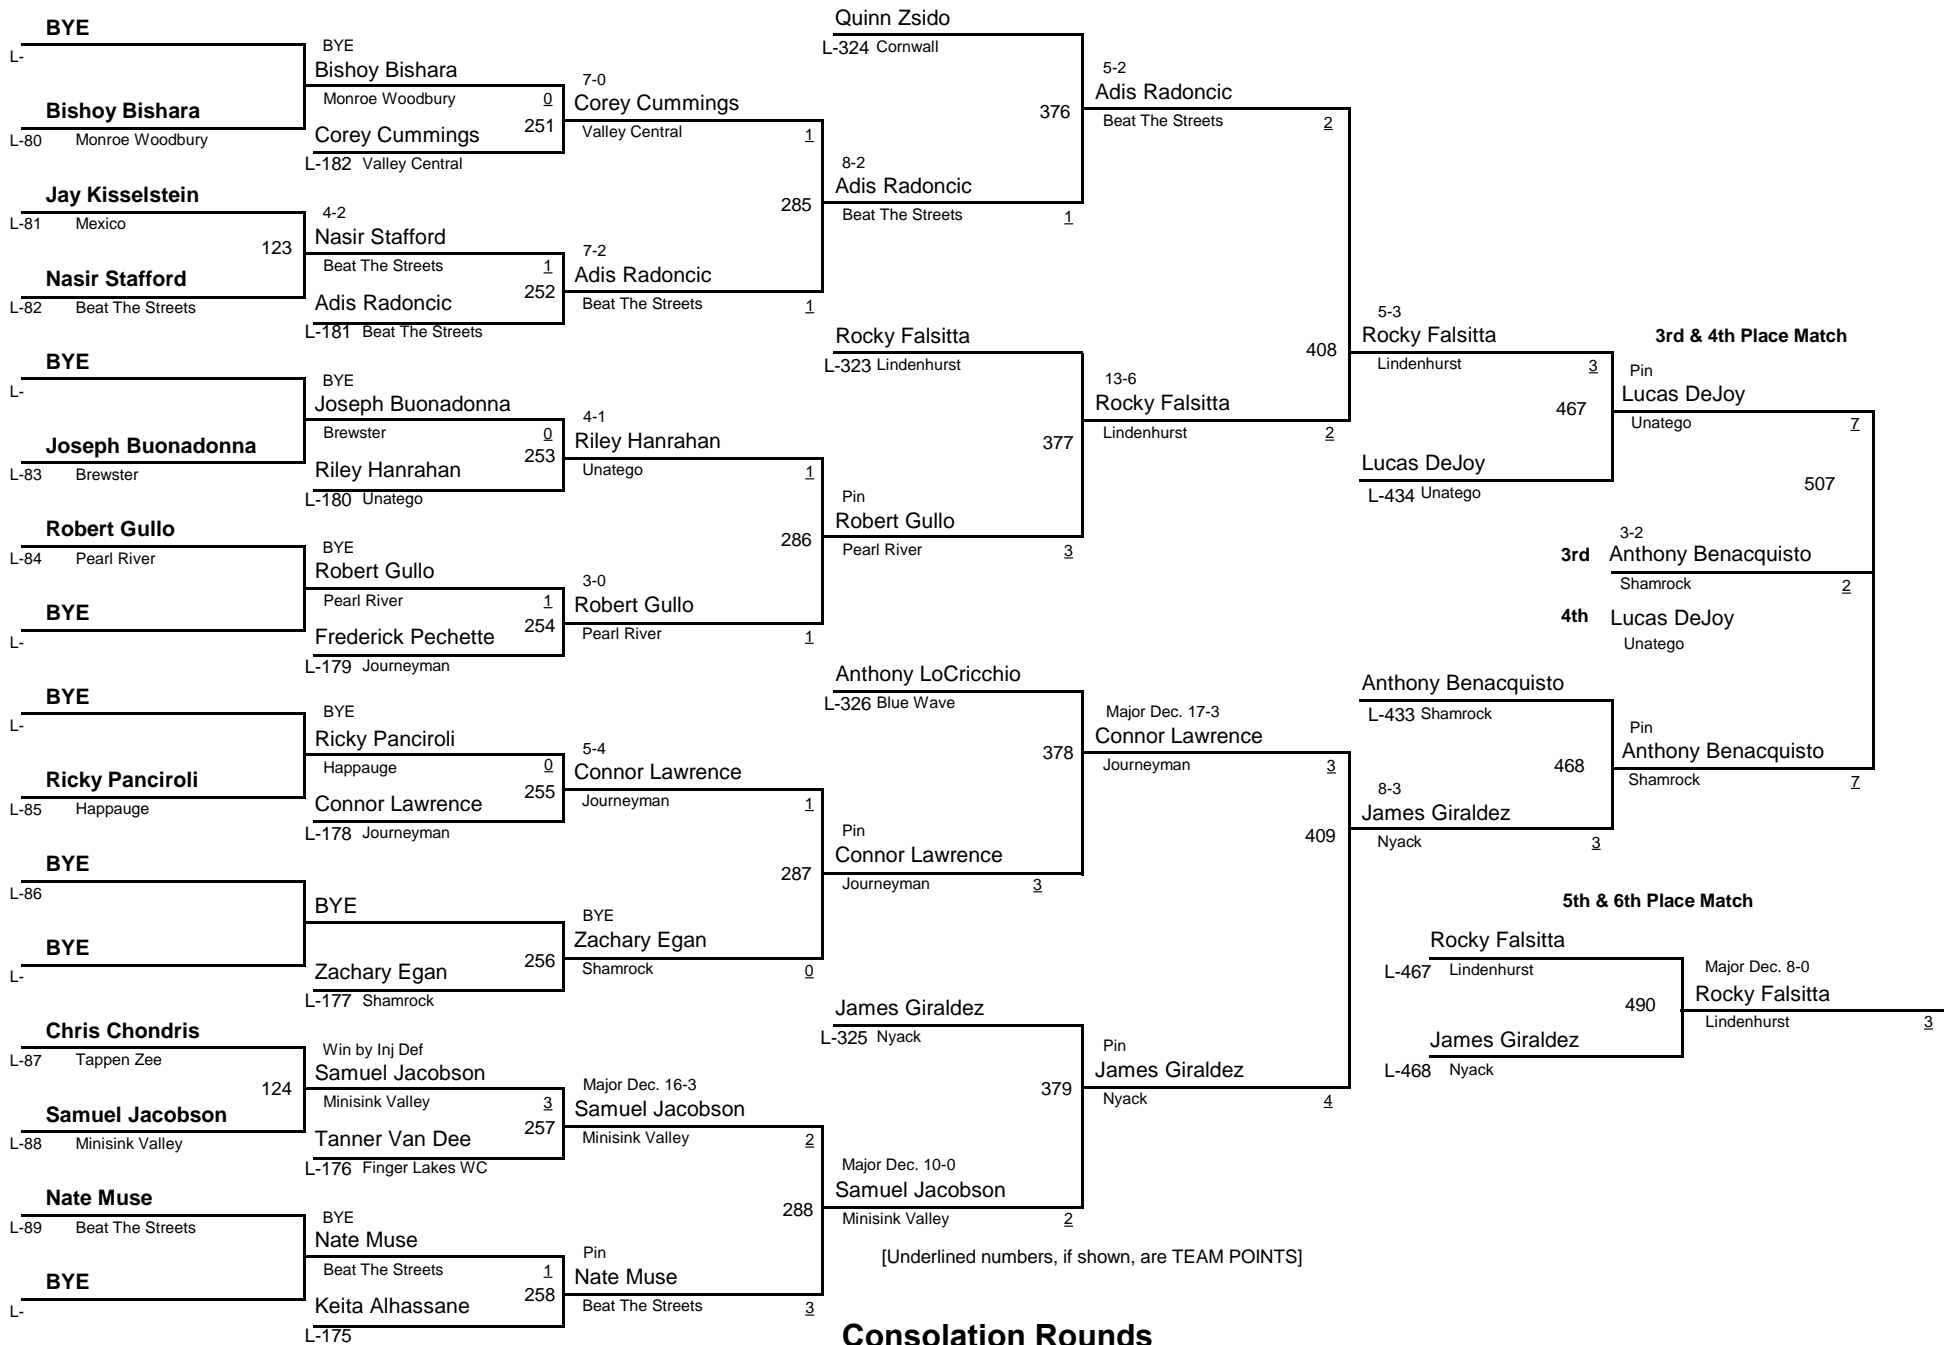 BYE
L-
Bishoy Bishara
L-80 Monroe Woodbury
Jay Kisselstein
L-81 Mexico
123
Nasir Stafford
L-82 Beat The Streets
BYE
L-
Joseph Buonadonna
L-83 Brewster
Robert Gullo
L-84 Pearl River
BYE
L-
BYE
L-
Ricky Panciroli
L-85 Happauge
BYE
L-86
BYE
L-
Chris Chondris
L-87 Tappen Zee
124
Samuel Jacobson
L-88 Minisink Valley
Nate Muse
L-89 Beat The Streets
BYE
L-
BYE
Bishoy Bishara
Monroe Woodbury 0
Corey Cummings 251
L-182 Valley Central
4-2
Nasir Stafford
Beat The Streets 1
Adis Radoncic 252
L-181 Beat The Streets
BYE
Joseph Buonadonna
Brewster 0
Riley Hanrahan 253
L-180 Unatego
BYE
Robert Gullo
Pearl River 1
Frederick Pechette 254
L-179 Journeyman
BYE
Ricky Panciroli
Happauge 0
Connor Lawrence 255
L-178 Journeyman
BYE
Zachary Egan 256
L-177 Shamrock
Win by Inj Def
Samuel Jacobson
Minisink Valley 3
Tanner Van Dee 257
L-176 Finger Lakes WC
BYE
Nate Muse
Beat The Streets 1
Keita Alhassane 258
L-175
7-0
Corey Cummings
Valley Central 1
285
7-2
Adis Radoncic
Beat The Streets 1
4-1
Riley Hanrahan
Unatego 1
286
3-0
Robert Gullo
Pearl River 1
5-4
Connor Lawrence
Journeyman 1
287
BYE
Zachary Egan
Shamrock 0
Major Dec. 16-3
Samuel Jacobson
Minisink Valley 2
288
Pin
Nate Muse
Beat The Streets 3
Quinn Zsido
L-324 Cornwall
376
8-2
Adis Radoncic
Beat The Streets 1
Rocky Falsitta
L-323 Lindenhurst
377
Pin
Robert Gullo
Pearl River 3
Anthony LoCricchio
L-326 Blue Wave
378
Pin
Connor Lawrence
Journeyman 3
James Giraldez
L-325 Nyack
379
Major Dec. 10-0
Samuel Jacobson
Minisink Valley 2
[Underlined numbers, if shown, are TEAM POINTS]
Consolation Rounds
5-2
Adis Radoncic
Beat The Streets 2
408
13-6
Rocky Falsitta
Lindenhurst 2
Major Dec. 17-3
Connor Lawrence
Journeyman 3
409
Pin
James Giraldez
Nyack 4
5-3
Rocky Falsitta
Lindenhurst 3
467
Lucas DeJoy
L-434 Unatego
Anthony Benacquisto
L-433 Shamrock
468
8-3
James Giraldez
Nyack 3
3rd & 4th Place Match
Pin
Lucas DeJoy
Unatego 7
507
3-2
3rd Anthony Benacquisto
Shamrock 2
4th Lucas DeJoy
Unatego
Pin
Anthony Benacquisto
Shamrock 7
5th & 6th Place Match
Rocky Falsitta
L-467 Lindenhurst
490
James Giraldez
L-468 Nyack
Major Dec. 8-0
Rocky Falsitta
Lindenhurst 3